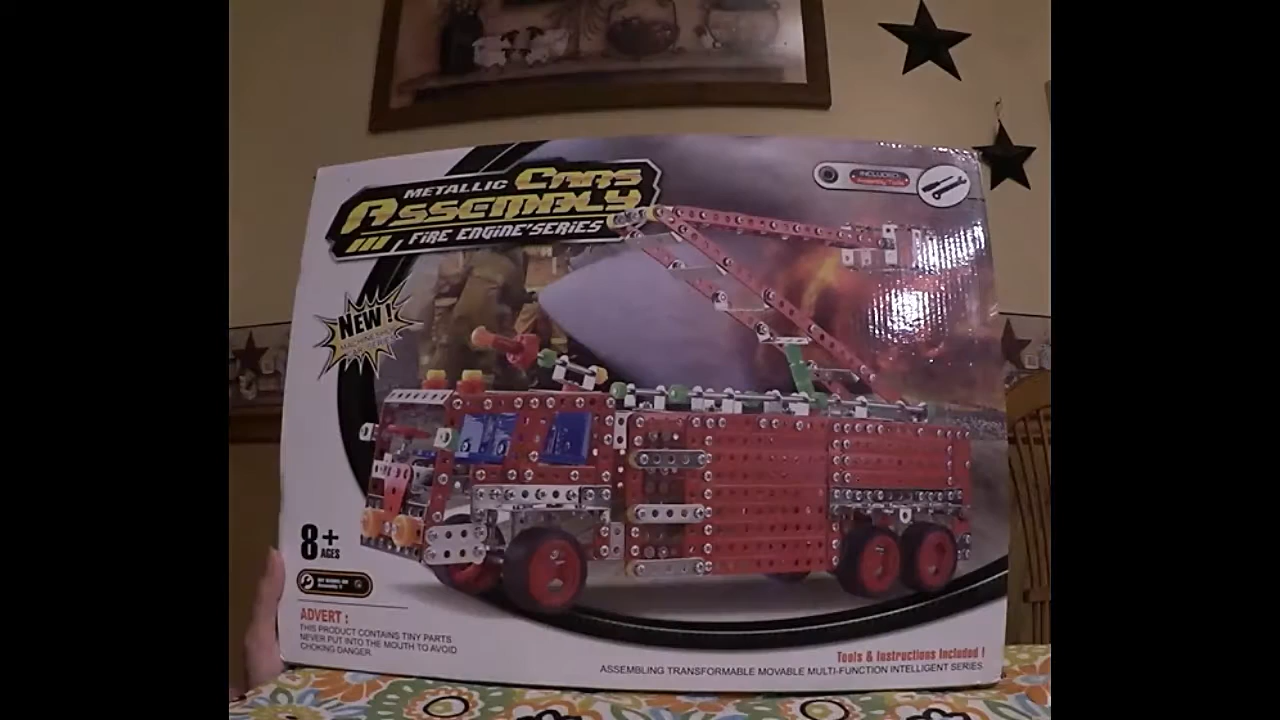 METALLIC CARS
ASSEMBLY
FIRE ENGINE SERIES
INCLUDED:
NEW !
8+
AGES
ADVERT :
THIS PRODUCT CONTAINS TINY PARTS
NEVER PUT INTO THE MOUTH TO AVOID
CHOKING DANGER.
Tools & Instructions Included !
ASSEMBLING TRANSFORMABLE MOVABLE MULTI-FUNCTION INTELLIGENT SERIES.